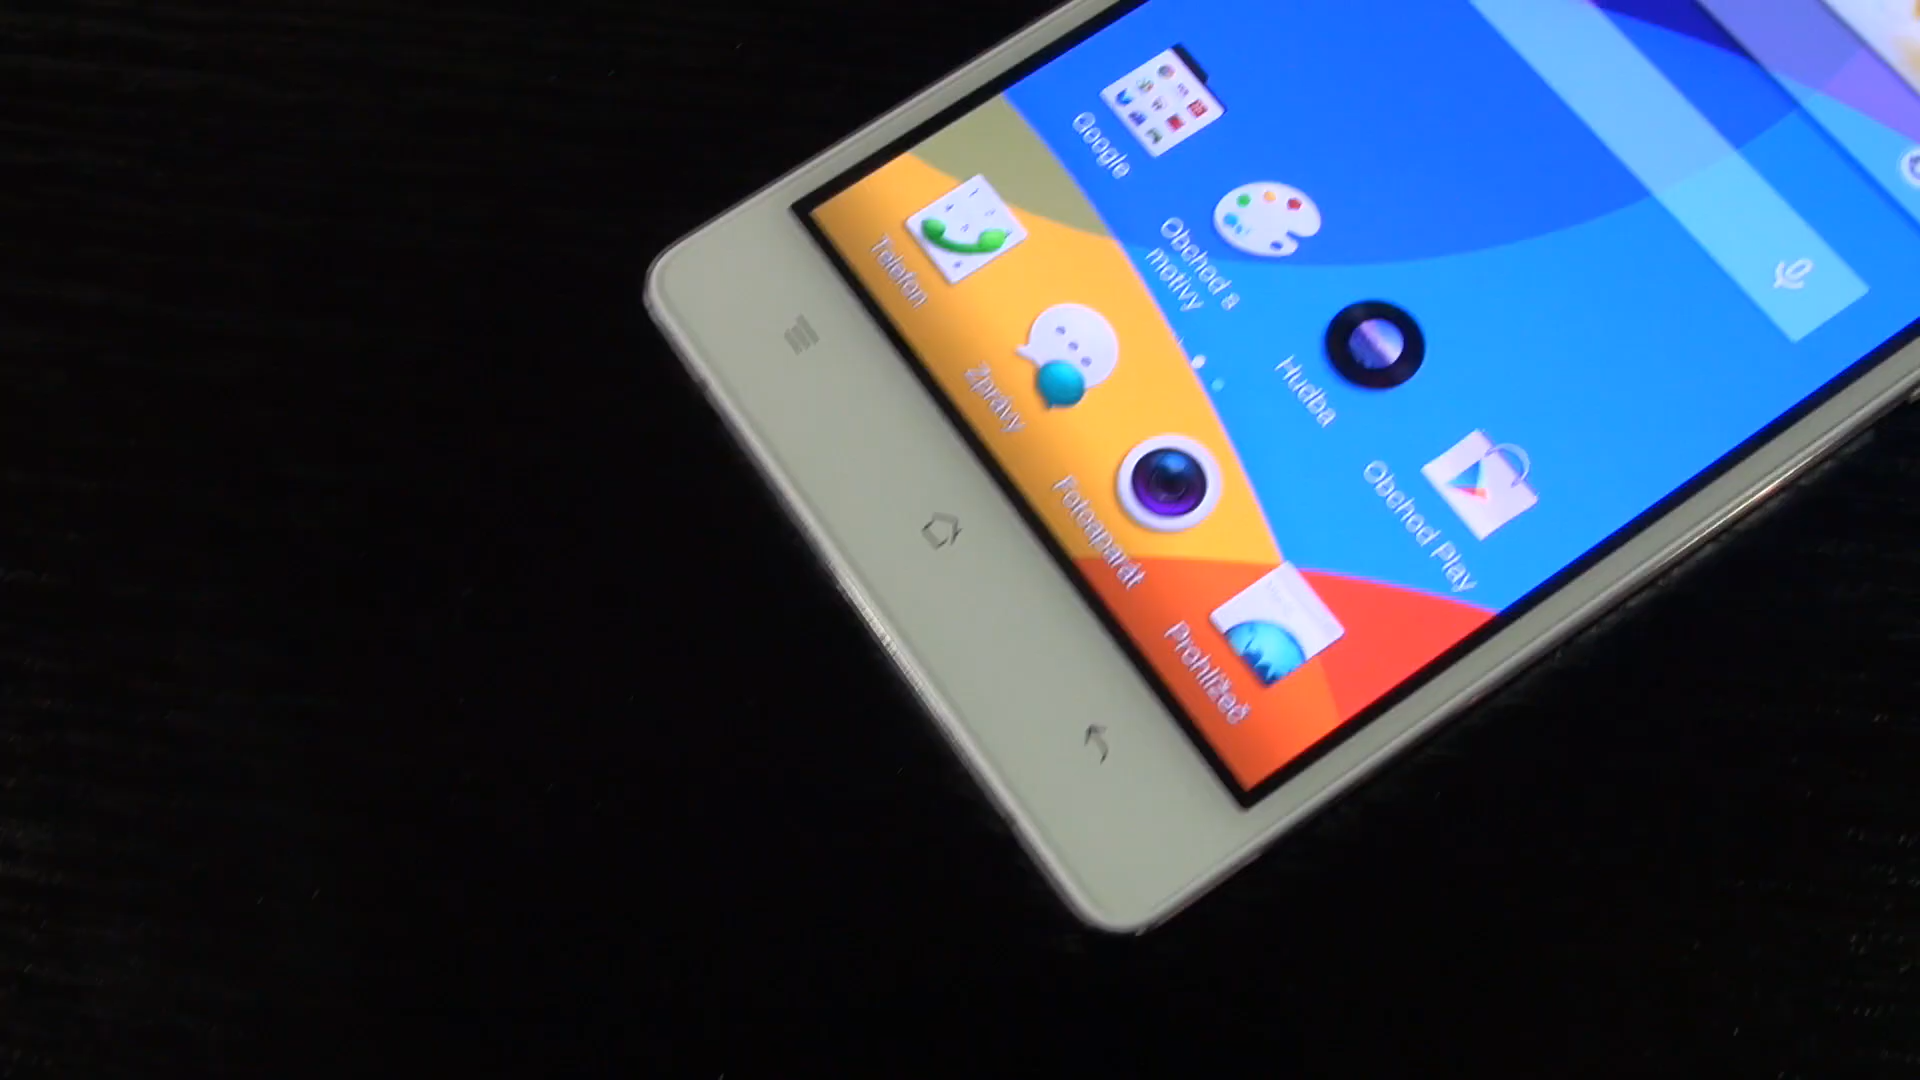 Google
Obchod a
motivy
Hudba
Obchod Play
Telefon
Zprávy
Fotoaparát
Prohlížeč